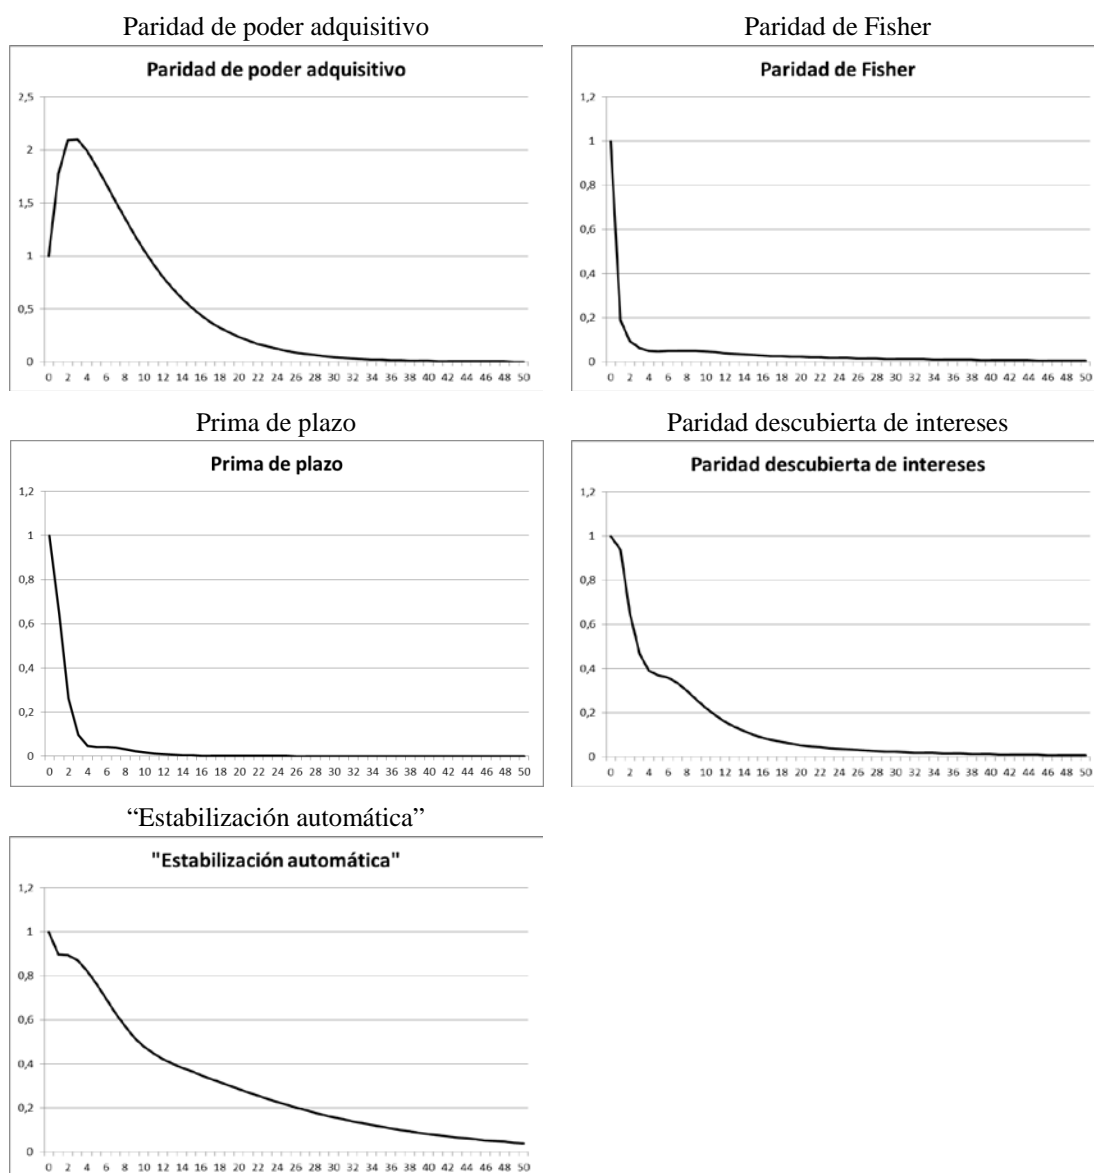 Paridad de poder adquisitivo
Paridad de poder adquisitivo
2,5
2
1,5
1
0,5
0
0 2 4 6 8 10 12 14 16 18 20 22 24 26 28 30 32 34 36 38 40 42 44 46 48 50
Paridad de Fisher
Paridad de Fisher
1,2
1
0,8
0,6
0,4
0,2
0
0 2 4 6 8 10 12 14 16 18 20 22 24 26 28 30 32 34 36 38 40 42 44 46 48 50
Prima de plazo
Prima de plazo
1,2
1
0,8
0,6
0,4
0,2
0
0 2 4 6 8 10 12 14 16 18 20 22 24 26 28 30 32 34 36 38 40 42 44 46 48 50
Paridad descubierta de intereses
Paridad descubierta de intereses
1,2
1
0,8
0,6
0,4
0,2
0
0 2 4 6 8 10 12 14 16 18 20 22 24 26 28 30 32 34 36 38 40 42 44 46 48 50
“Estabilización automática”
"Estabilización automática"
1,2
1
0,8
0,6
0,4
0,2
0
0 2 4 6 8 10 12 14 16 18 20 22 24 26 28 30 32 34 36 38 40 42 44 46 48 50